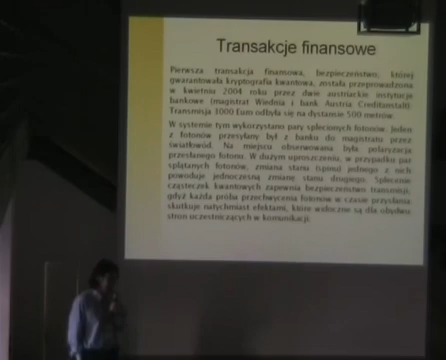 Transakcje finansowe
Pierwsza transakcja finansowa, bezpieczeństwo, której
gwarantowała kryptografia kwantowa, została przeprowadzona
w kwietniu 2004 roku przez dwie austriackie instytucje
bankowe (magistrat Wiednia i bank Austria Creditanstalt).
Transmisja 3000 Euro odbyła się na dystansie 500 metrów.
W systemie tym wykorzystano pary splecionych fotonów. Jeden
z fotonów przesyłany był z banku do magistratu przez
światłowód. Na miejscu obserwowana była polaryzacja
przesłanego fotonu. W dużym uproszczeniu, w przypadku par
splątanych fotonów, zmiana stanu (spinu) jednego z nich
powoduje jednoczesną zmianę stanu drugiego. Splecenie
cząsteczek kwantowych zapewnia bezpieczeństwo transmisji,
gdyż każda próba przechwycenia fotonów w czasie przysłania
skutkuje natychmiast efektami, które widoczne są dla obydwu
stron uczestniczących w komunikacji.